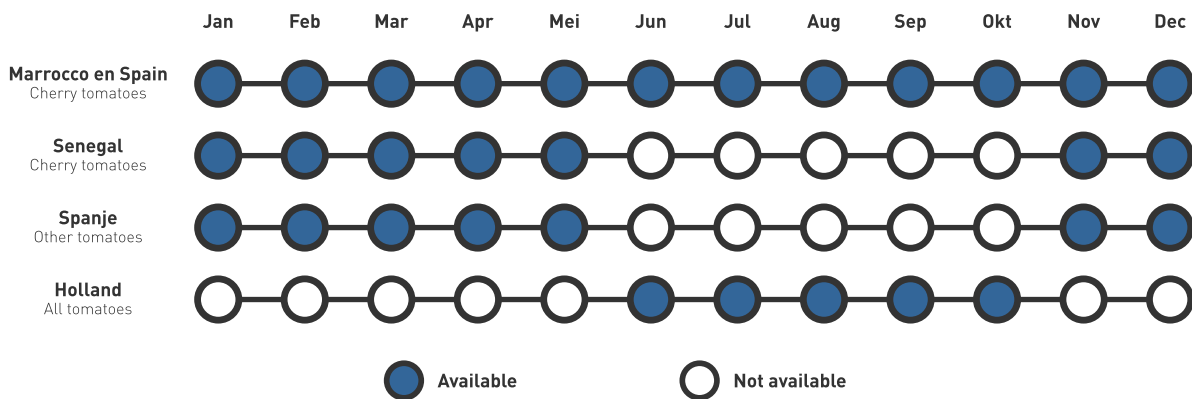 Jan Feb Mar Apr Mei Jun Jul Aug Sep Okt Nov Dec
Marrocco en Spain
Cherry tomatoes
Senegal
Cherry tomatoes
Spanje
Other tomatoes
Holland
All tomatoes
Available Not available